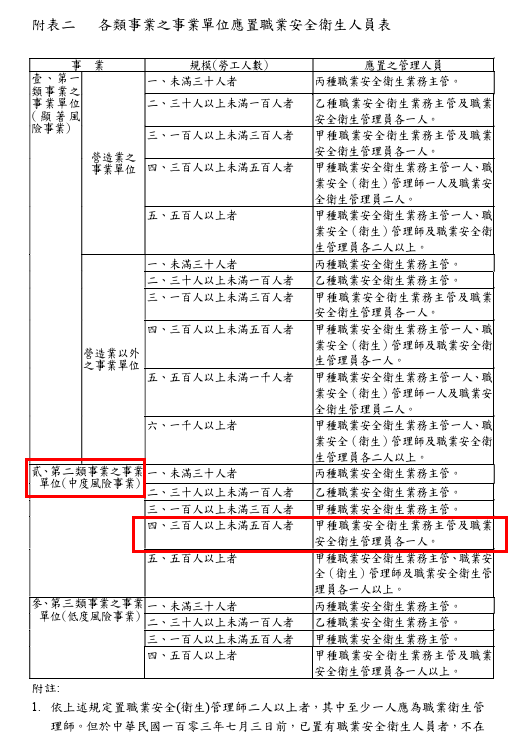 附表二　各類事業之事業單位應置職業安全衛生人員表
事　業　規模(勞工人數)　應置之管理人員
壹、第一
類事業之
事業單位
(顯著風
險事業)
營造業之
事業單位
一、未滿三十人者　丙種職業安全衛生業務主管。
二、三十人以上未滿一百人者　乙種職業安全衛生業務主管及職業
安全衛生管理員各一人。
三、一百人以上未滿三百人者　甲種職業安全衛生業務主管及職業
安全衛生管理員各一人。
四、三百人以上未滿五百人者　甲種職業安全衛生業務主管一人、職
業安全(衛生)管理師一人及職業安
全衛生管理員二人。
五、五百人以上者　甲種職業安全衛生業務主管一人、職
業安全(衛生)管理師及職業安全衛
生管理員各二人以上。
營造業以外
之事業單位
一、未滿三十人者　丙種職業安全衛生業務主管。
二、三十人以上未滿一百人者　乙種職業安全衛生業務主管。
三、一百人以上未滿三百人者　甲種職業安全衛生業務主管及職業
安全衛生管理員各一人。
四、三百人以上未滿五百人者　甲種職業安全衛生業務主管一人、職
業安全(衛生)管理師及職業安全衛
生管理員各一人。
五、五百人以上未滿一千人者　甲種職業安全衛生業務主管一人、職
業安全(衛生)管理師一人及職業安
全衛生管理員二人。
六、一千人以上者　甲種職業安全衛生業務主管一人、職
業安全(衛生)管理師及職業安全衛
生管理員各二人以上。
貳、第二類事業之事業
單位(中度風險事業)
一、未滿三十人者　丙種職業安全衛生業務主管。
二、三十人以上未滿一百人者　乙種職業安全衛生業務主管。
三、一百人以上未滿三百人者　甲種職業安全衛生業務主管。
四、三百人以上未滿五百人者　甲種職業安全衛生業務主管及職業
安全衛生管理員各一人。
五、五百人以上者　甲種職業安全衛生業務主管、職業安
全(衛生)管理師及職業安全衛生管
理員各一人以上。
參、第三類事業之事業
單位(低度風險事業)
一、未滿三十人者　丙種職業安全衛生業務主管。
二、三十人以上未滿一百人者　乙種職業安全衛生業務主管。
三、一百人以上未滿五百人者　甲種職業安全衛生業務主管。
四、五百人以上者　甲種職業安全衛生業務主管及職業
安全衛生管理員各一人以上。
附註:
1. 依上述規定置職業安全(衛生)管理師二人以上者，其中至少一人應為職業衛生管
理師。但於中華民國一百零三年七月三日前，已置有職業安全衛生人員者，不在